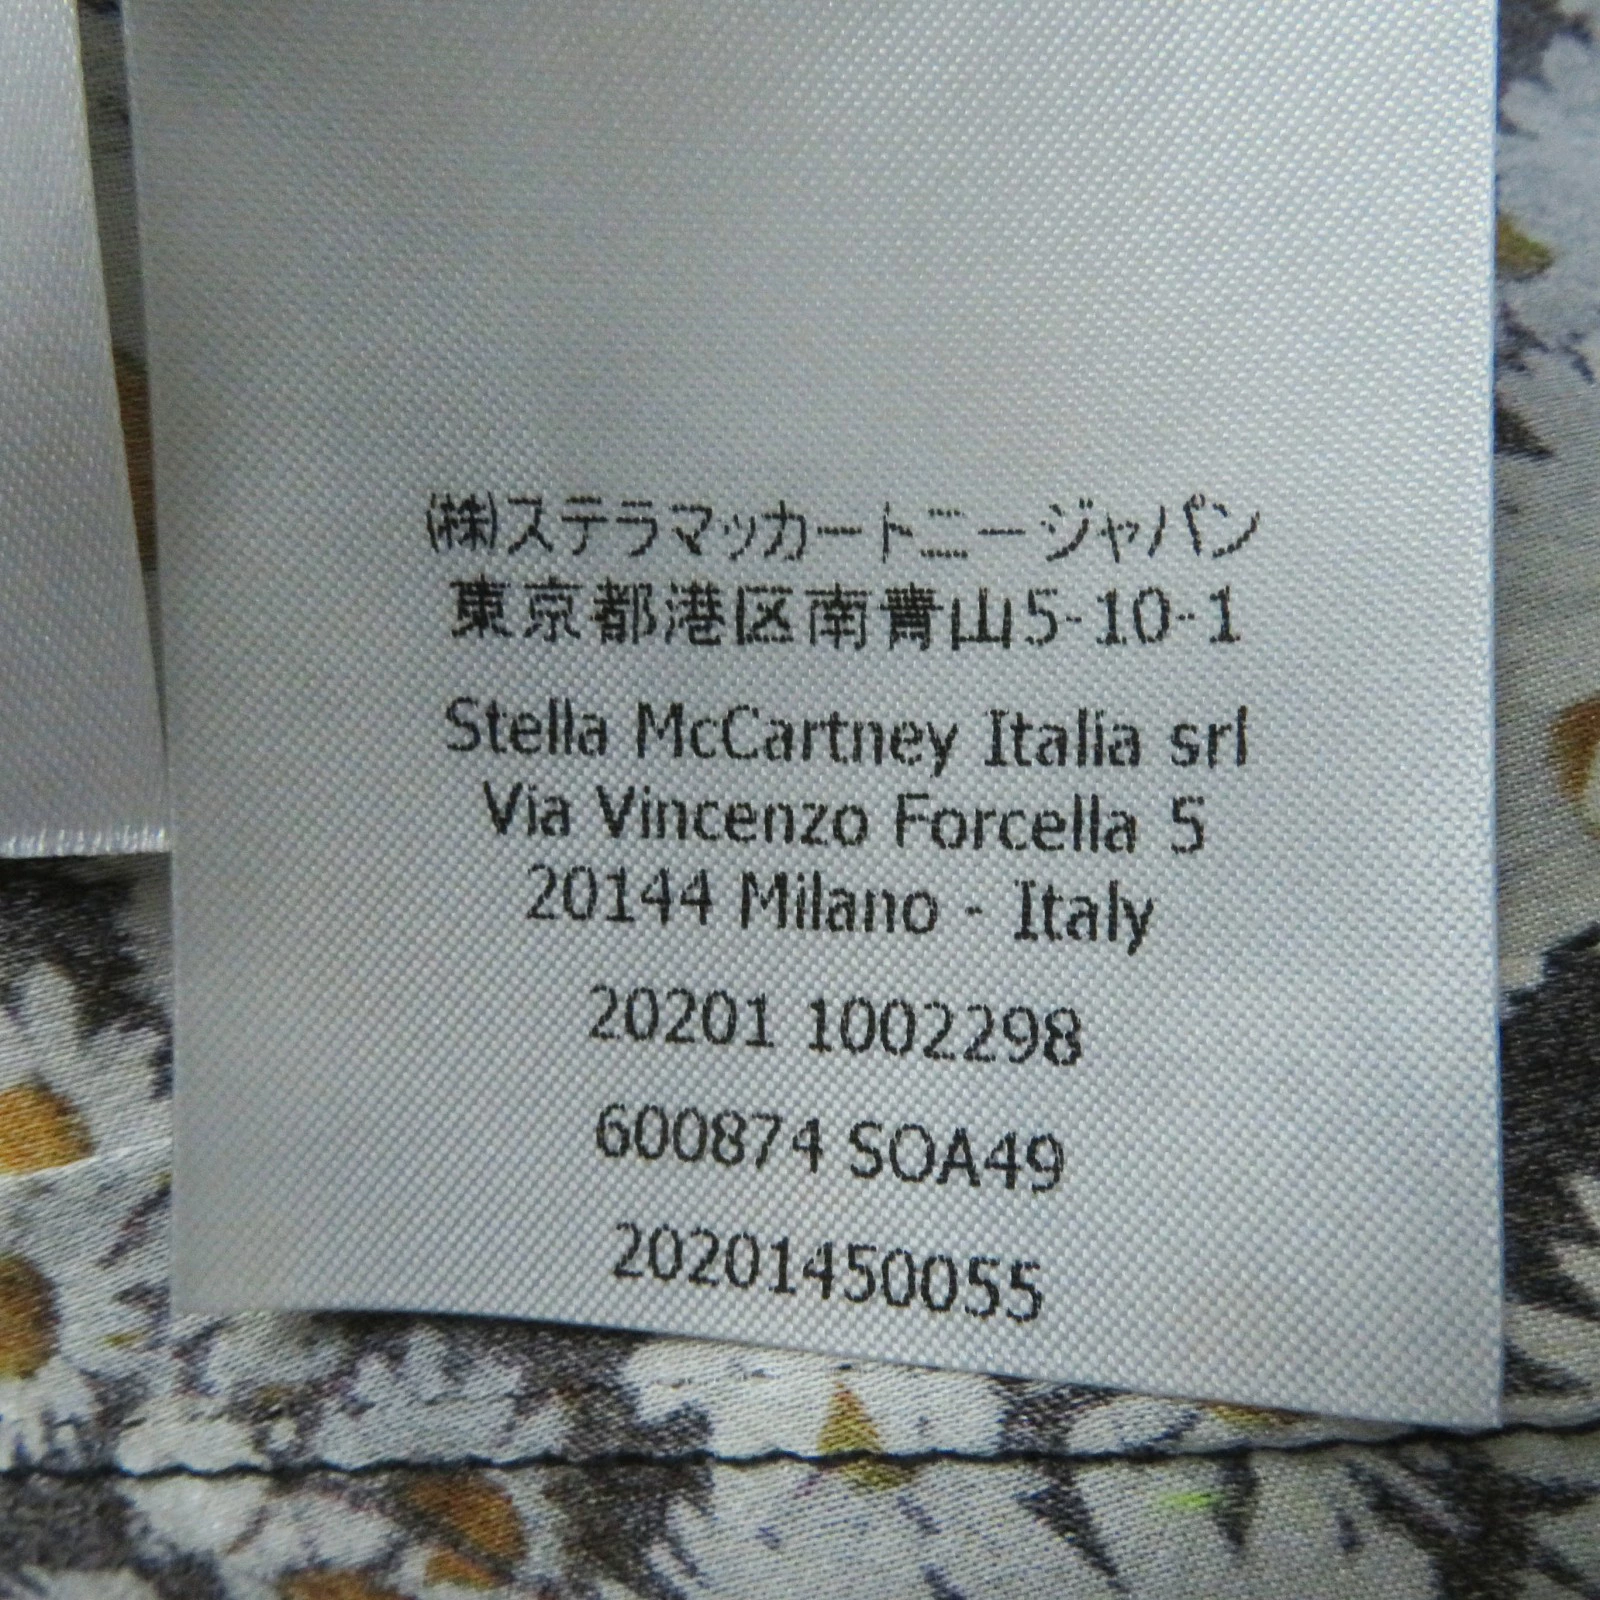 (株)ステラマッカートニージャパン
東京都港区南青山5-10-1
Stella McCartney Italia srl
Via Vincenzo Forcella 5
20144 Milano - Italy
20201 1002298
600874 SOA49
20201450055